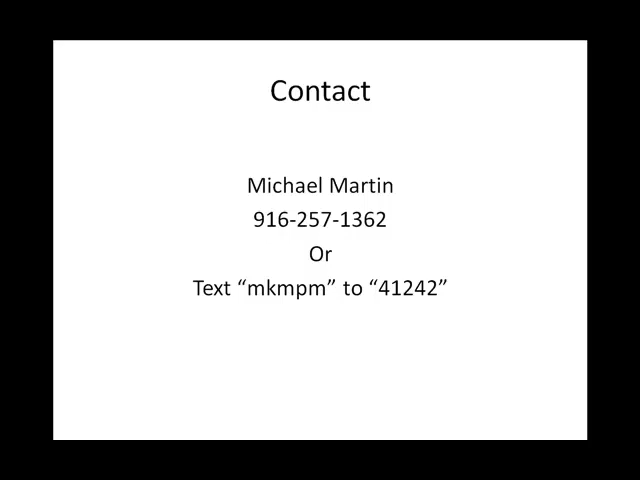 Contact
Michael Martin
916-257-1362
Or
Text “mkmpm” to “41242”